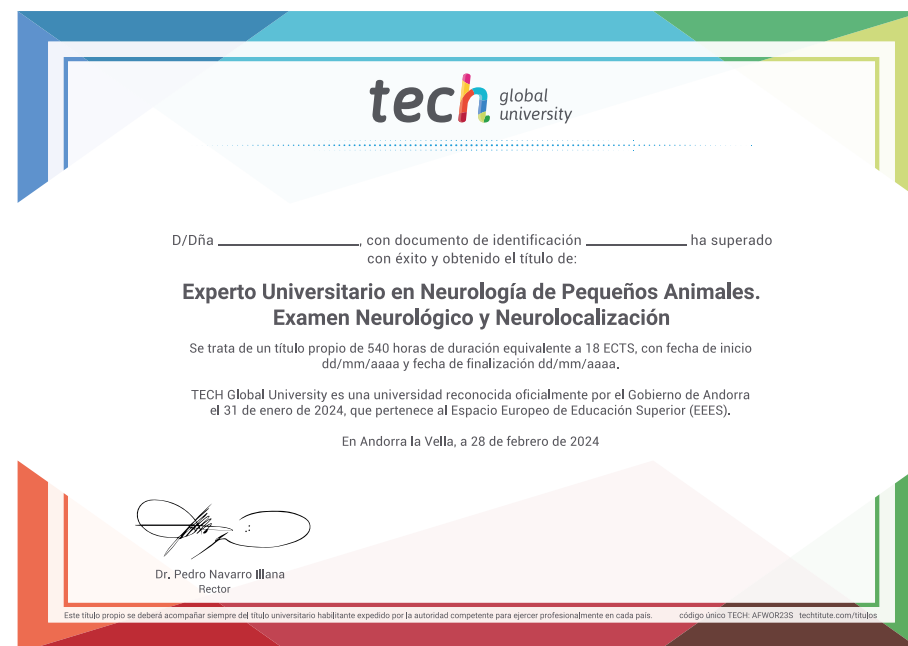 tech global university
D/Dña ____________, con documento de identificación ____________ ha superado
con éxito y obtenido el título de:
Experto Universitario en Neurología de Pequeños Animales.
Examen Neurológico y Neurolocalización
Se trata de un título propio de 540 horas de duración equivalente a 18 ECTS, con fecha de inicio
dd/mm/aaaa y fecha de finalización dd/mm/aaaa.
TECH Global University es una universidad reconocida oficialmente por el Gobierno de Andorra
el 31 de enero de 2024, que pertenece al Espacio Europeo de Educación Superior (EEES).
En Andorra la Vella, a 28 de febrero de 2024
Dr. Pedro Navarro Illana
Rector
Este título propio se deberá acompañar siempre del título universitario habilitante expedido por la autoridad competente para ejercer profesionalmente en cada país. código único TECH: AFWOR23S techtitute.com/titulos